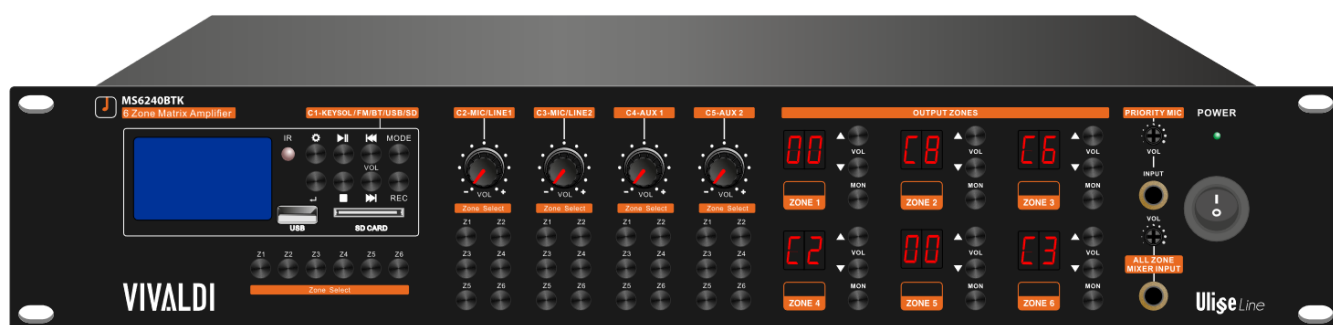 MS6240BTK
6 Zone Matrix Amplifier
C1-KEYSOL/FM/BT/USB/SD
IR
MODE
VOL
REC
USB
SD CARD
Z1 Z2 Z3 Z4 Z5 Z6
Zone Select
VIVALDI
C2-MIC/LINE1
- VOL +
Zone Select
Z1 Z2
Z3 Z4
Z5 Z6
C3-MIC/LINE2
- VOL +
Zone Select
Z1 Z2
Z3 Z4
Z5 Z6
C4-AUX 1
- VOL +
Zone Select
Z1 Z2
Z3 Z4
Z5 Z6
C5-AUX 2
- VOL +
Zone Select
Z1 Z2
Z3 Z4
Z5 Z6
OUTPUT ZONES
00
VOL
MON
ZONE 1
C8
VOL
MON
ZONE 2
C6
VOL
MON
ZONE 3
C2
VOL
MON
ZONE 4
00
VOL
MON
ZONE 5
C3
VOL
MON
ZONE 6
PRIORITY MIC
VOL
INPUT
VOL
ALL ZONE
MIXER INPUT
POWER
I
O
Ulisse Line